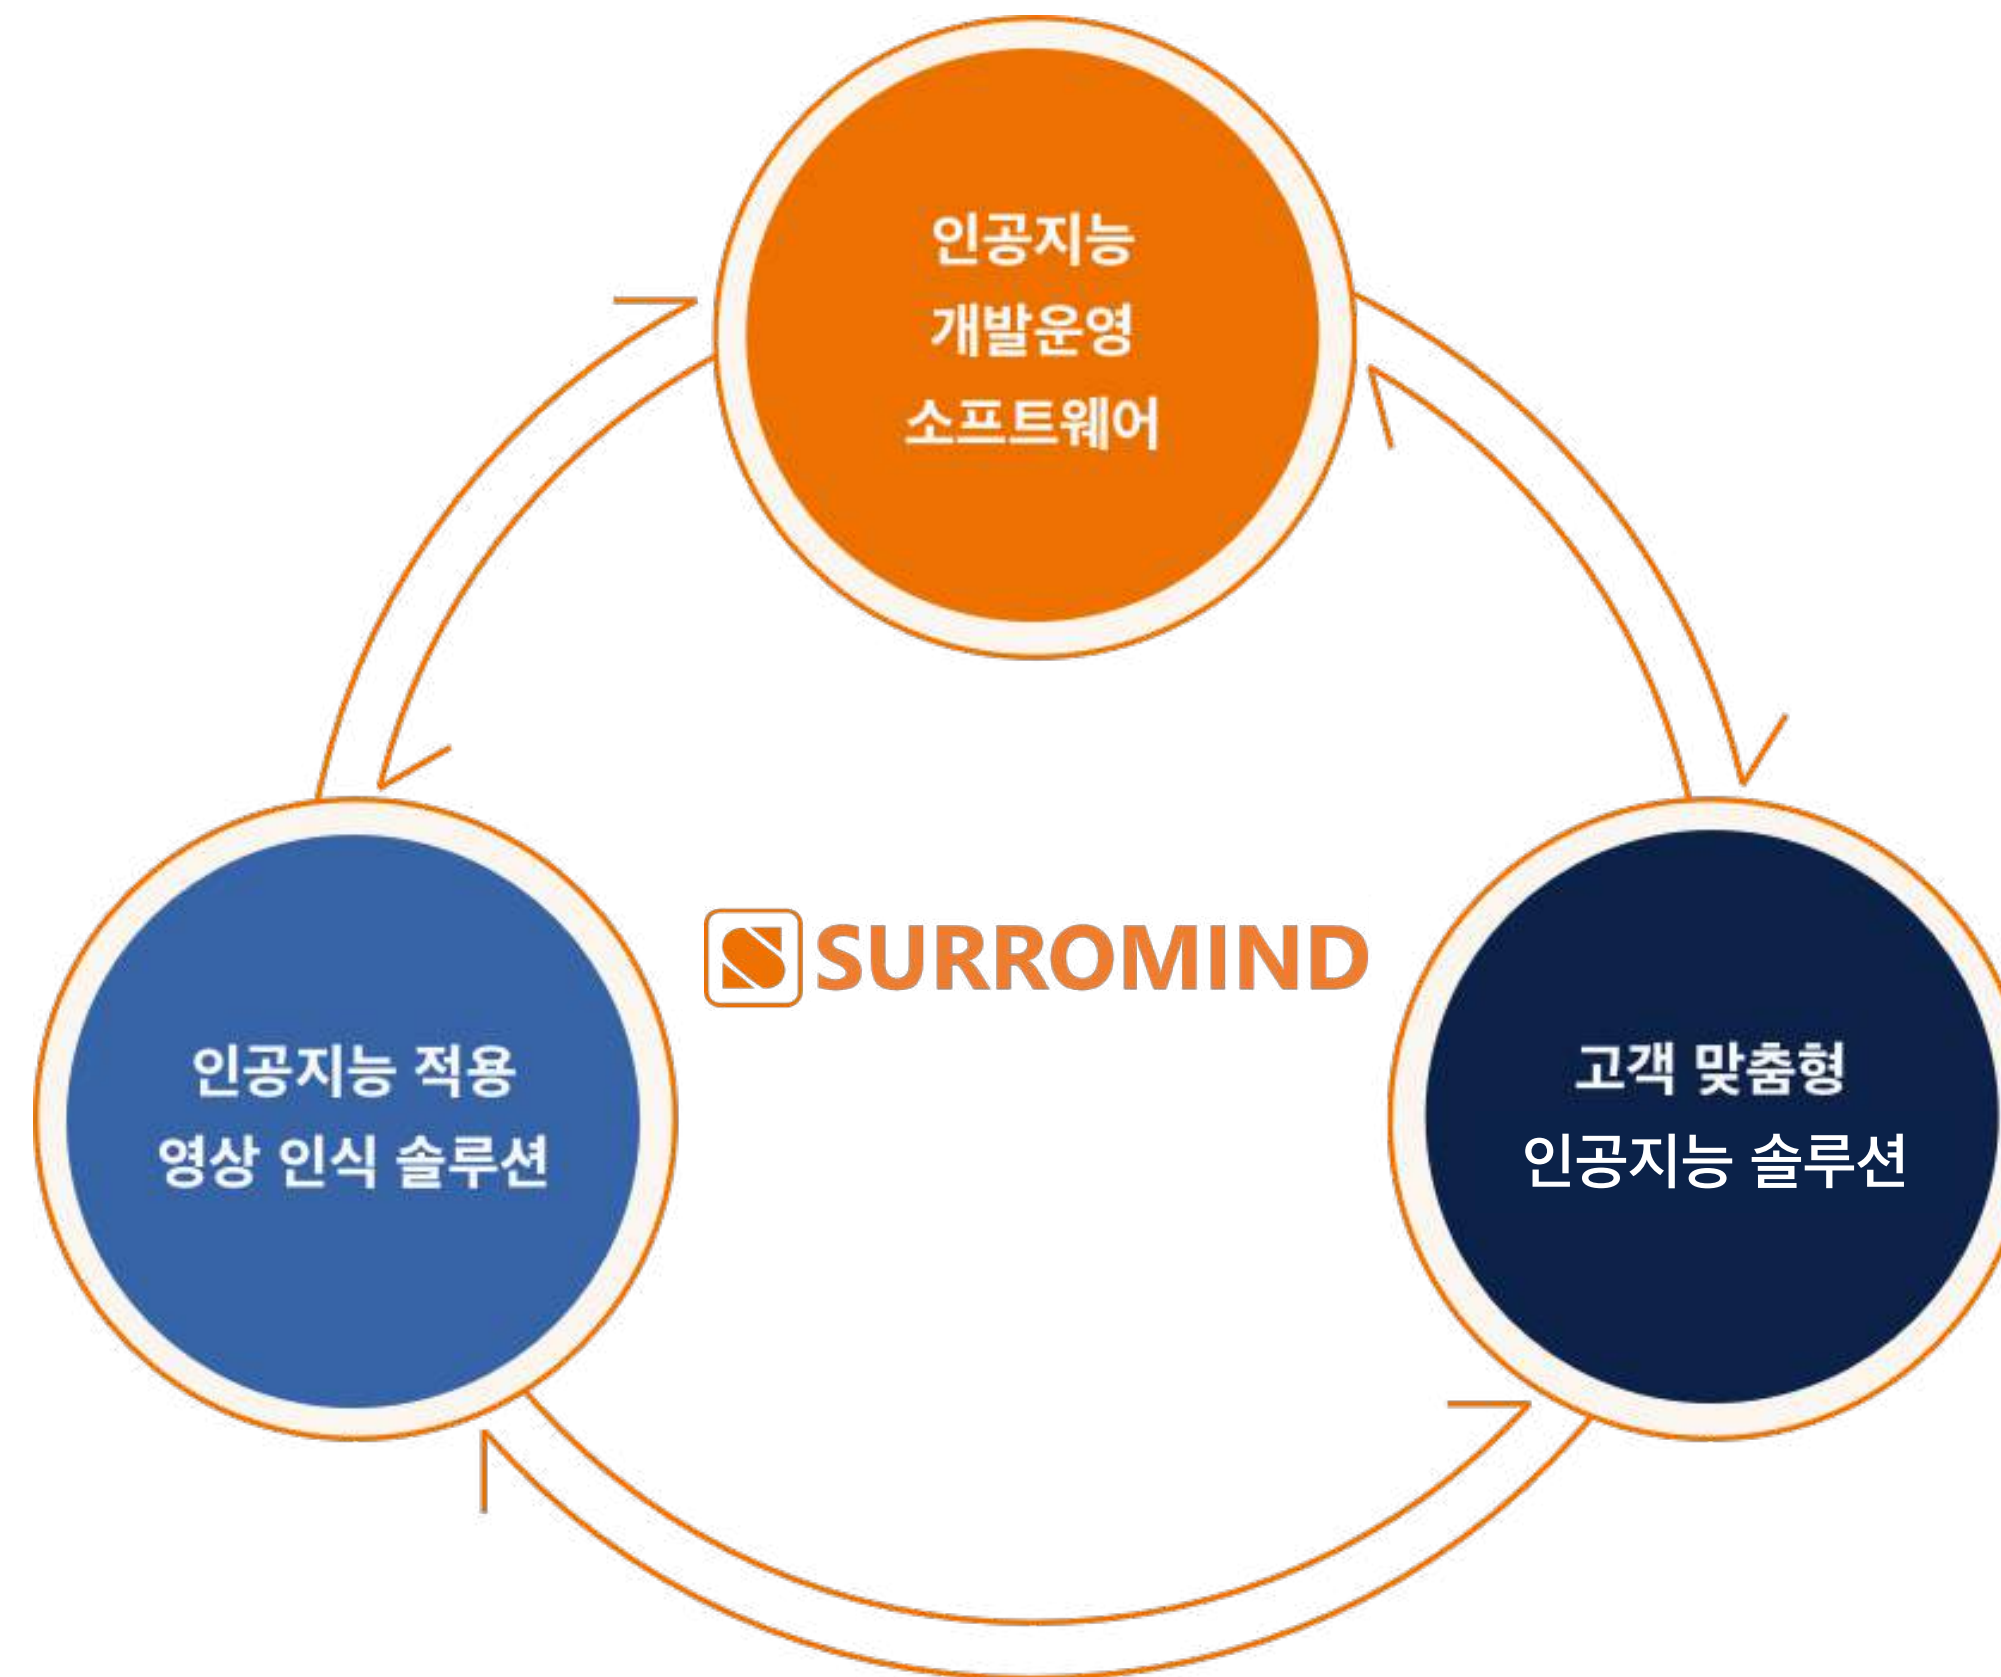 인공지능
개발운영
소프트웨어
SURROMIND
인공지능 적용
영상 인식 솔루션
고객 맞춤형
인공지능 솔루션